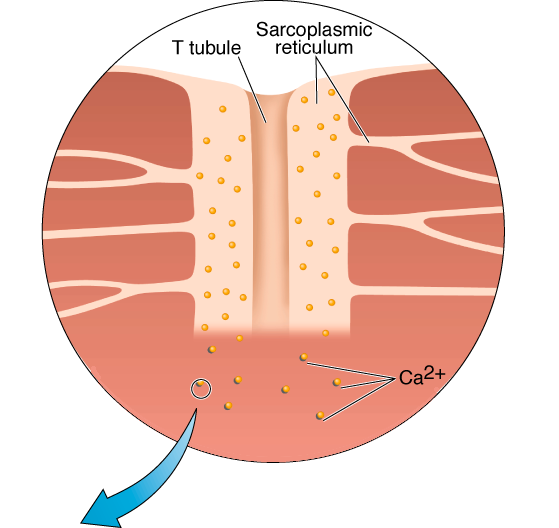 Sarcoplasmic
reticulum
T tubule
Ca2+